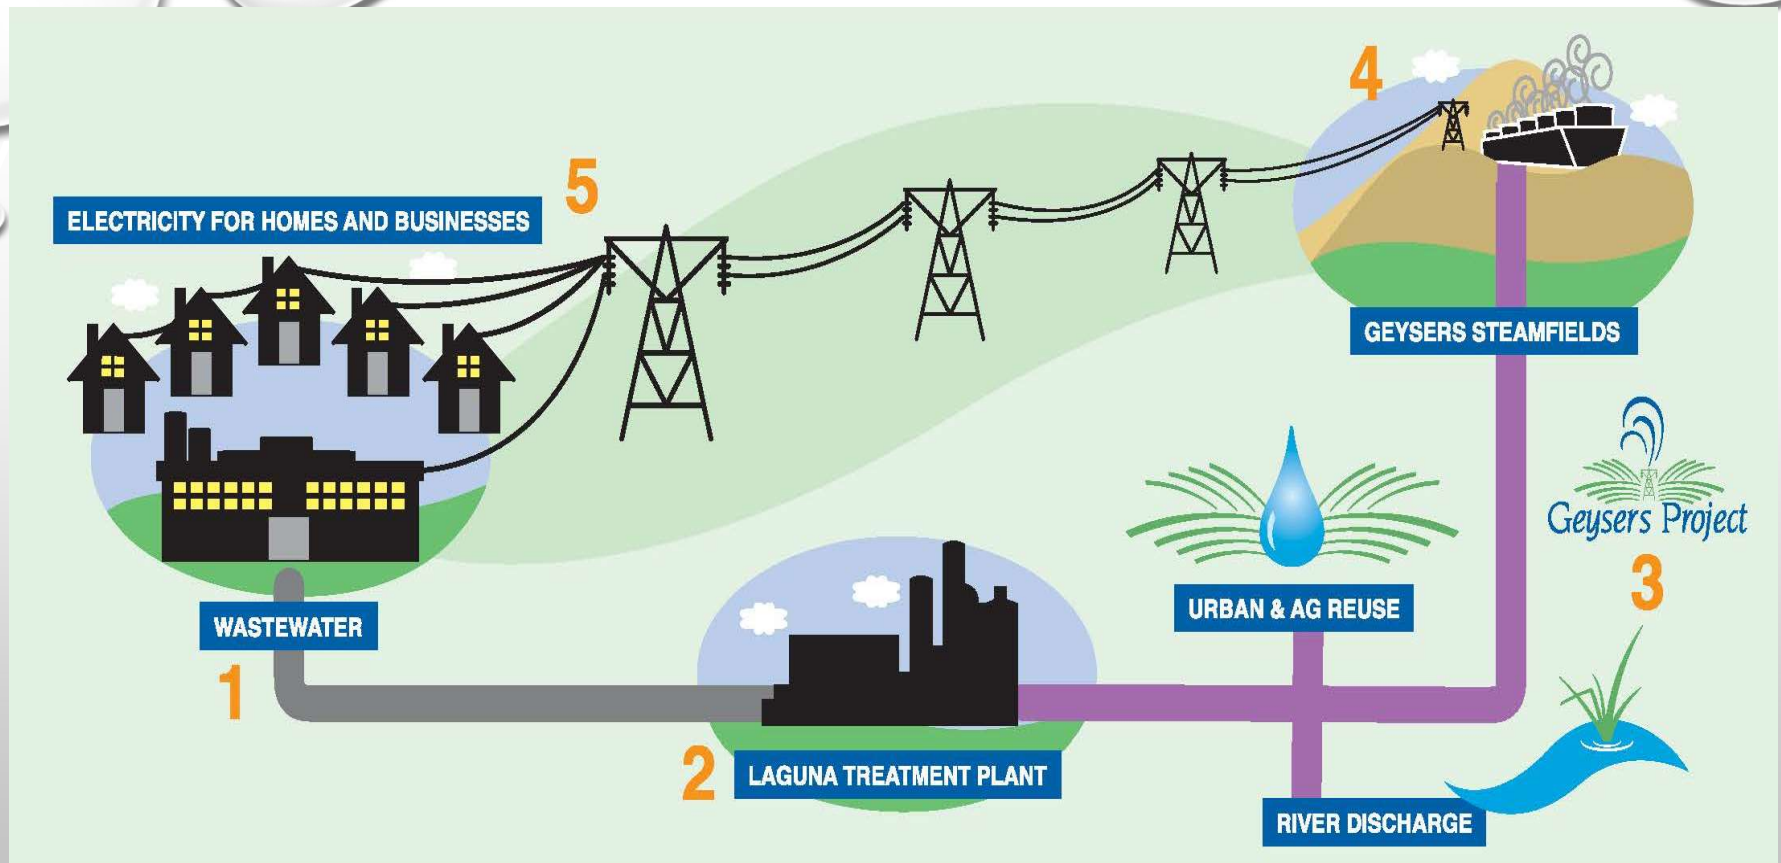 4
5
ELECTRICITY FOR HOMES AND BUSINESSES
GEYSERS STEAMFIELDS
Geysers Project
3
URBAN & AG REUSE
WASTEWATER
1
2
LAGUNA TREATMENT PLANT
RIVER DISCHARGE